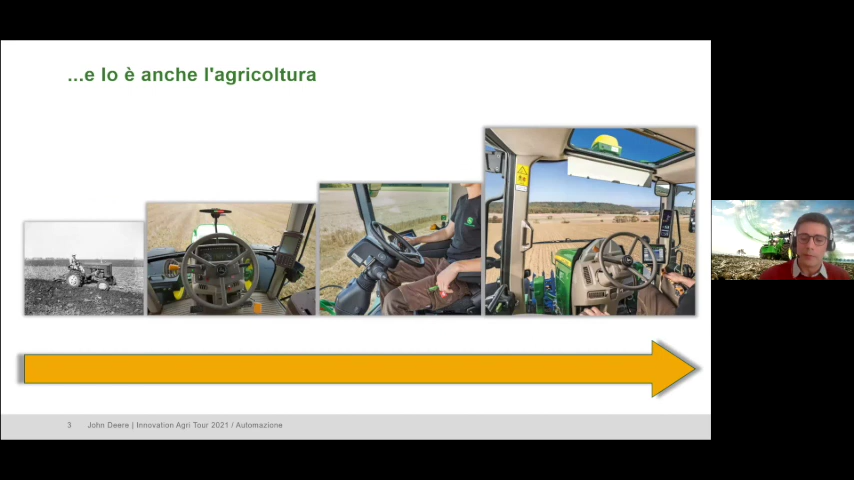 ...e lo è anche l'agricoltura
3 John Deere | Innovation Agri Tour 2021 / Automazione